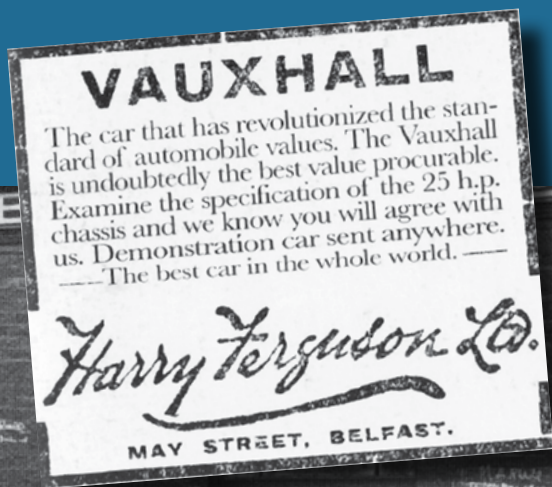 VAUXHALL
The car that has revolutionized the stan-
dard of automobile values. The Vauxhall
is undoubtedly the best value procurable.
Examine the specification of the 25 h.p.
chassis and we know you will agree with
us. Demonstration car sent anywhere.
—— The best car in the whole world. ——
Harry Ferguson Ltd.
MAY STREET, BELFAST.